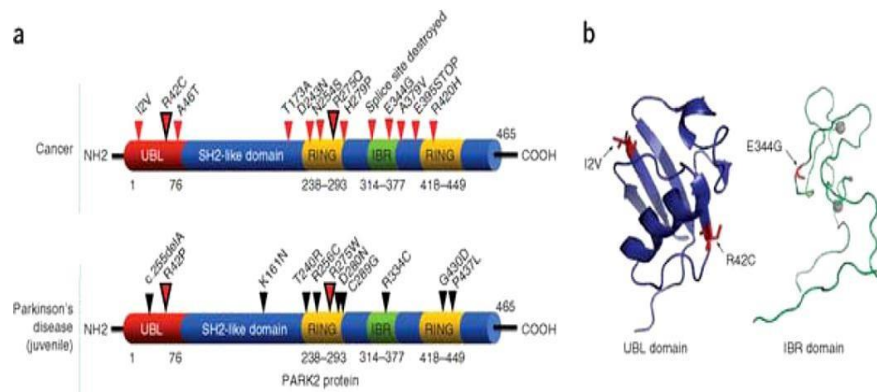 a
I2V
R42C
A46T
T173A
D243N
N254S
R275Q
H279P
Splice site destroyed
E344G
A379V
E395STOP
R420H
465
Cancer
NH2
UBL
SH2-like domain
RING
IBR
RING
COOH
1
76
238–293
314–377
418–449
c.255delA
R42P
K161N
T240R
R256C
R275W
D280N
C289G
R334C
G430D
P437L
465
Parkinson's
disease
(juvenile)
NH2
UBL
SH2-like domain
RING
IBR
RING
COOH
1
76
238–293
314–377
418–449
PARK2 protein
b
I2V
R42C
UBL domain
E344G
IBR domain